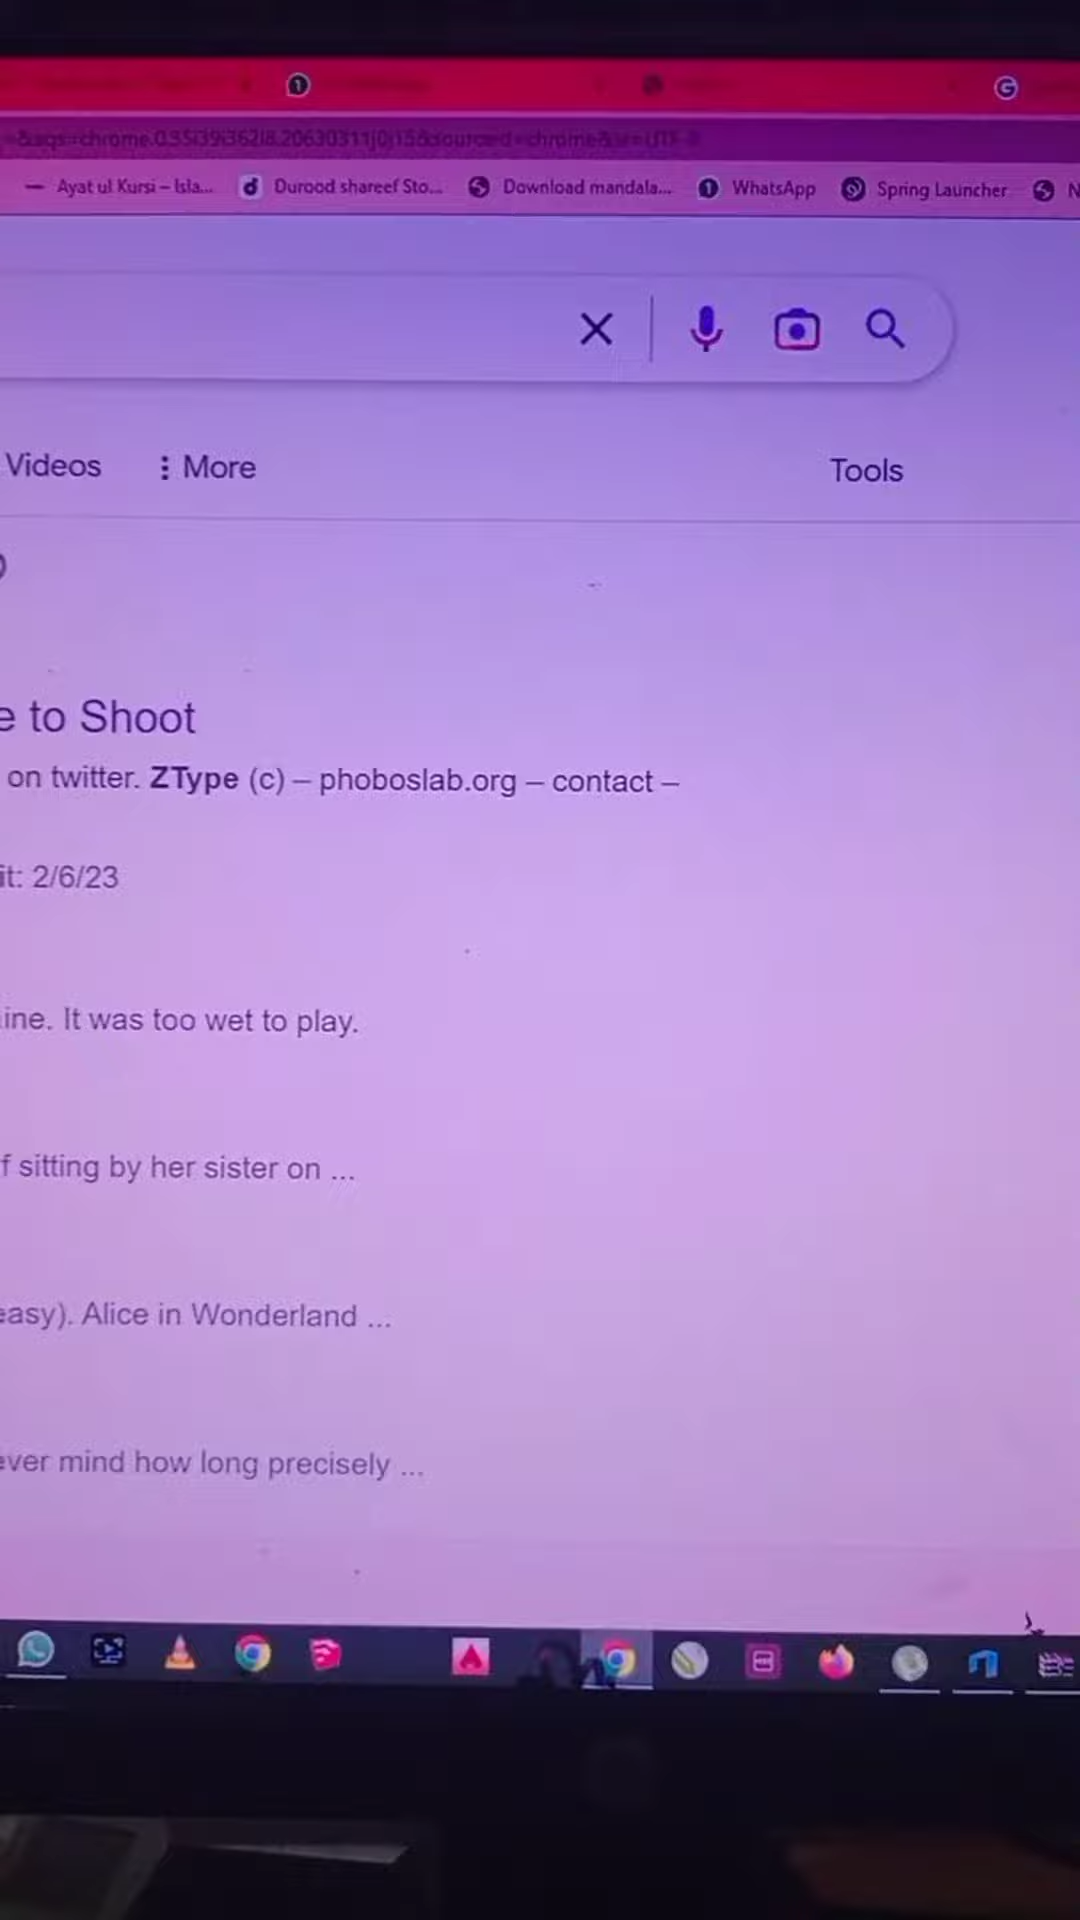 Ayat ul Kursi – Isla... Durood shareef Sto... Download mandala... WhatsApp Spring Launcher
Videos More Tools
to Shoot
on twitter. ZType (c) – phoboslab.org – contact –
it: 2/6/23
ine. It was too wet to play.
f sitting by her sister on ...
easy). Alice in Wonderland ...
ver mind how long precisely ...